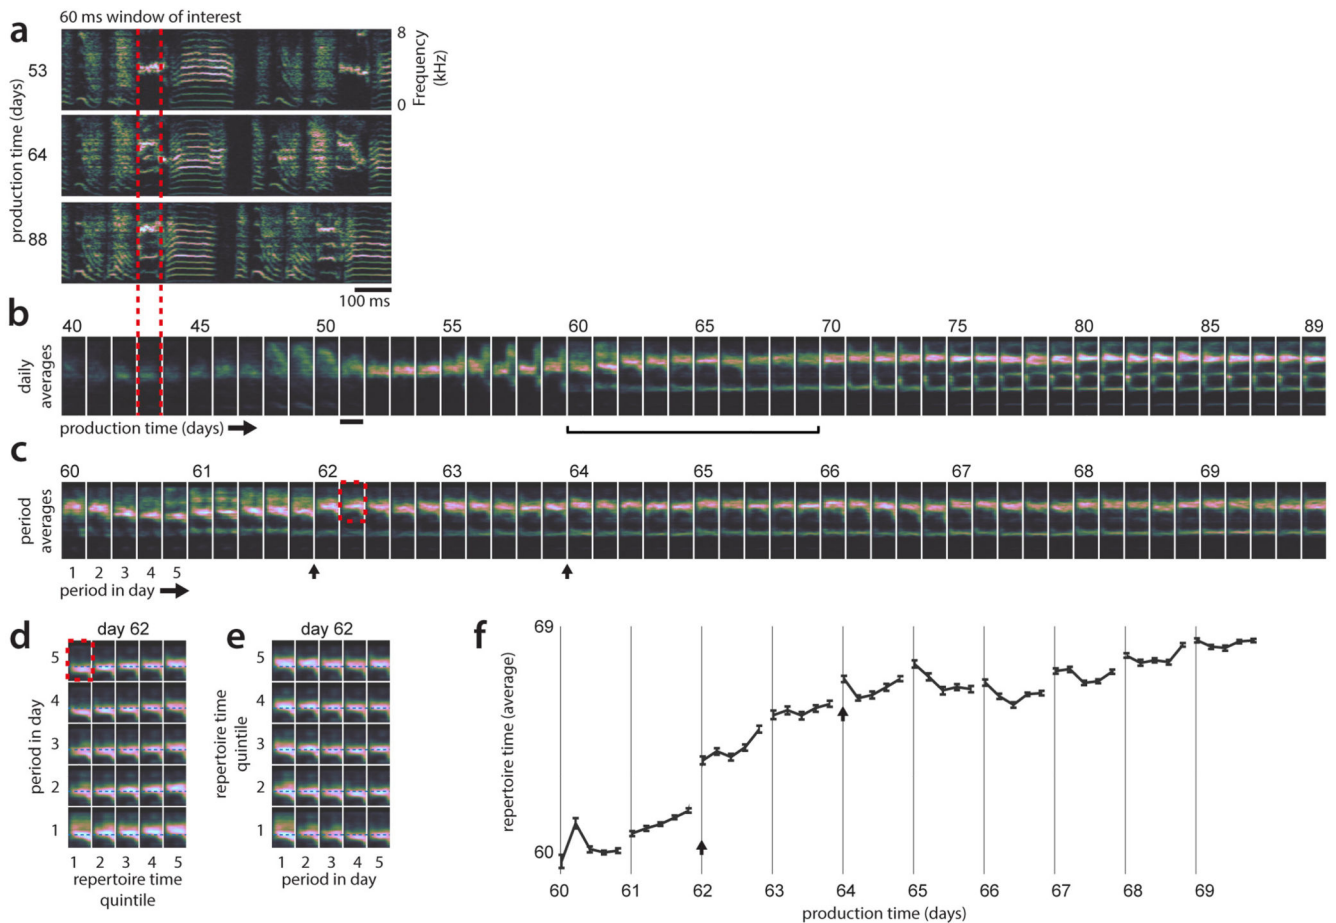 60 ms window of interest
a
production time (days)
53
64
88
8
0
Frequency
(kHz)
100 ms
b
40 45 50 55 60 65 70 75 80 85 89
daily
averages
production time (days)
c
60 61 62 63 64 65 66 67 68 69
period
averages
1 2 3 4 5
period in day
d
day 62
period in day
5
4
3
2
1
1 2 3 4 5
repertoire time
quintile
e
day 62
repertoire time
quintile
5
4
3
2
1
1 2 3 4 5
period in day
f
repertoire time (average)
69
60
60 61 62 63 64 65 66 67 68 69
production time (days)